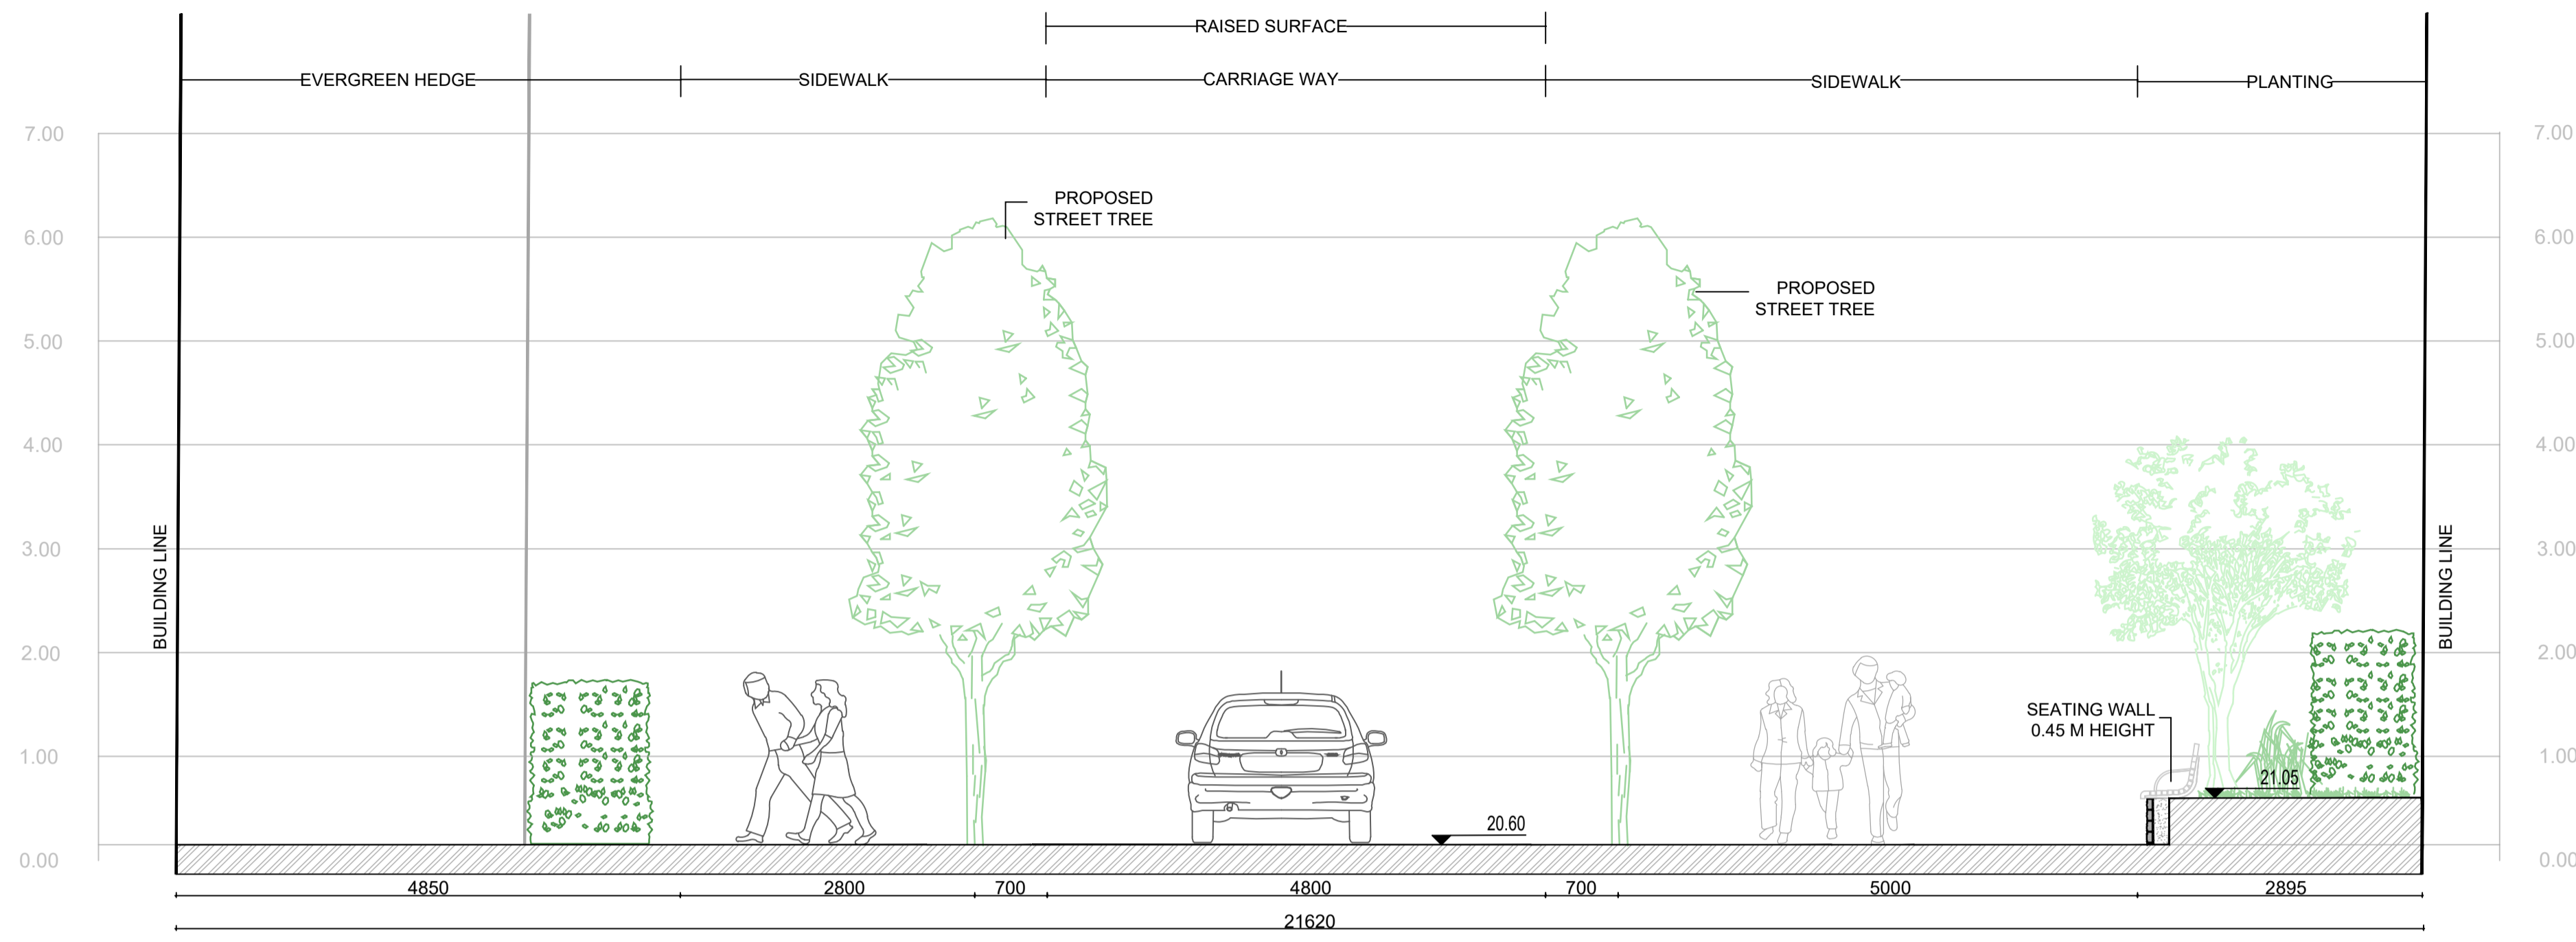 RAISED SURFACE
EVERGREEN HEDGE
SIDEWALK
CARRIAGE WAY
SIDEWALK
PLANTING
7.00
7.00
PROPOSED
STREET TREE
6.00
6.00
PROPOSED
STREET TREE
5.00
5.00
4.00
4.00
3.00
3.00
BUILDING LINE
BUILDING LINE
2.00
2.00
SEATING WALL
0.45 M HEIGHT
1.00
1.00
21.05
20.60
0.00
0.00
4850
2800
700
4800
700
5000
2895
21620